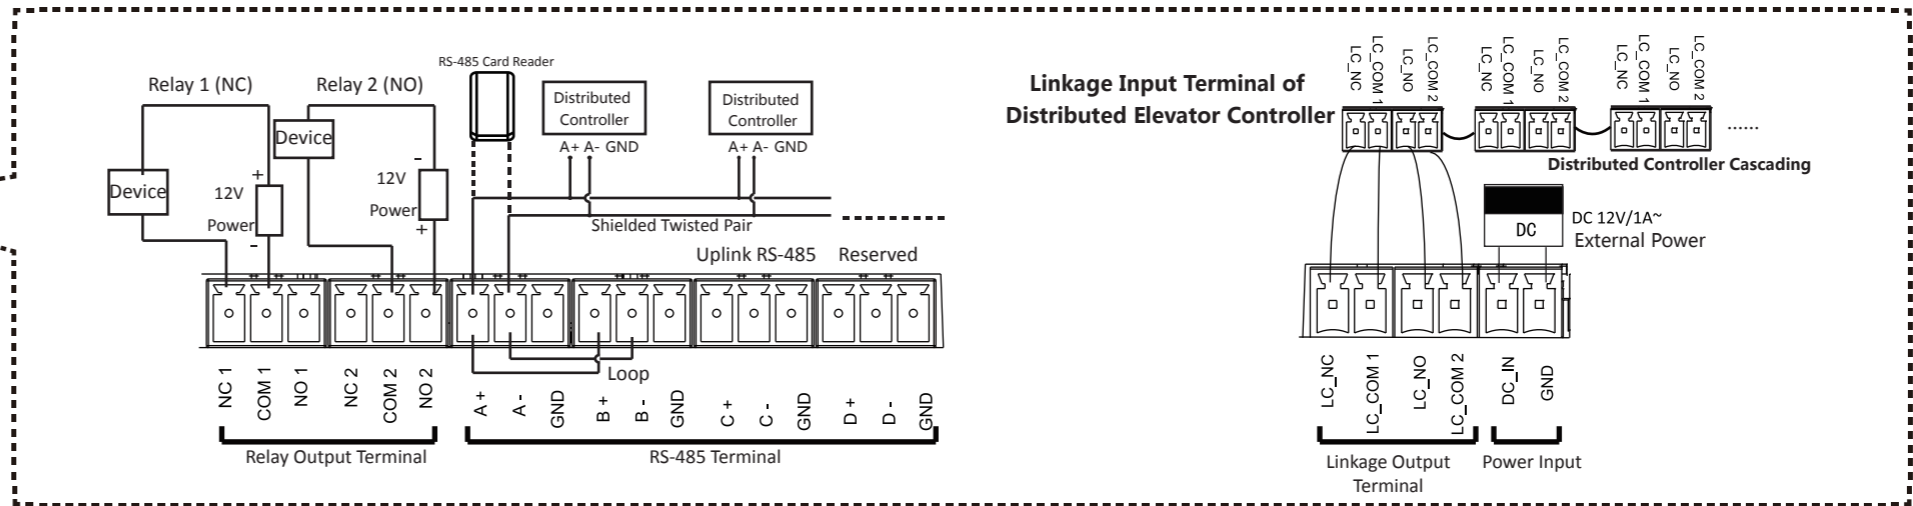 Relay 1 (NC)
Relay 2 (NO)
Device
Device
+
12V
Power
-
-
12V
Power
+
RS-485 Card Reader
Distributed
Controller
A+ A- GND
Distributed
Controller
A+ A- GND
Shielded Twisted Pair
Uplink RS-485
Reserved
Loop
NC 1
COM 1
NO 1
NC 2
COM 2
NO 2
A +
A -
GND
B +
B -
GND
C +
C -
GND
D +
D -
GND
Relay Output Terminal
RS-485 Terminal
Linkage Input Terminal of
Distributed Elevator Controller
LC_NC
LC_COM 1
LC_NO
LC_COM 2
LC_NC
LC_COM 1
LC_NO
LC_COM 2
LC_NC
LC_COM 1
LC_NO
LC_COM 2
......
Distributed Controller Cascading
DC
DC 12V/1A~
External Power
LC_NC
LC_COM 1
LC_NO
LC_COM 2
DC_IN
GND
Linkage Output
Terminal
Power Input